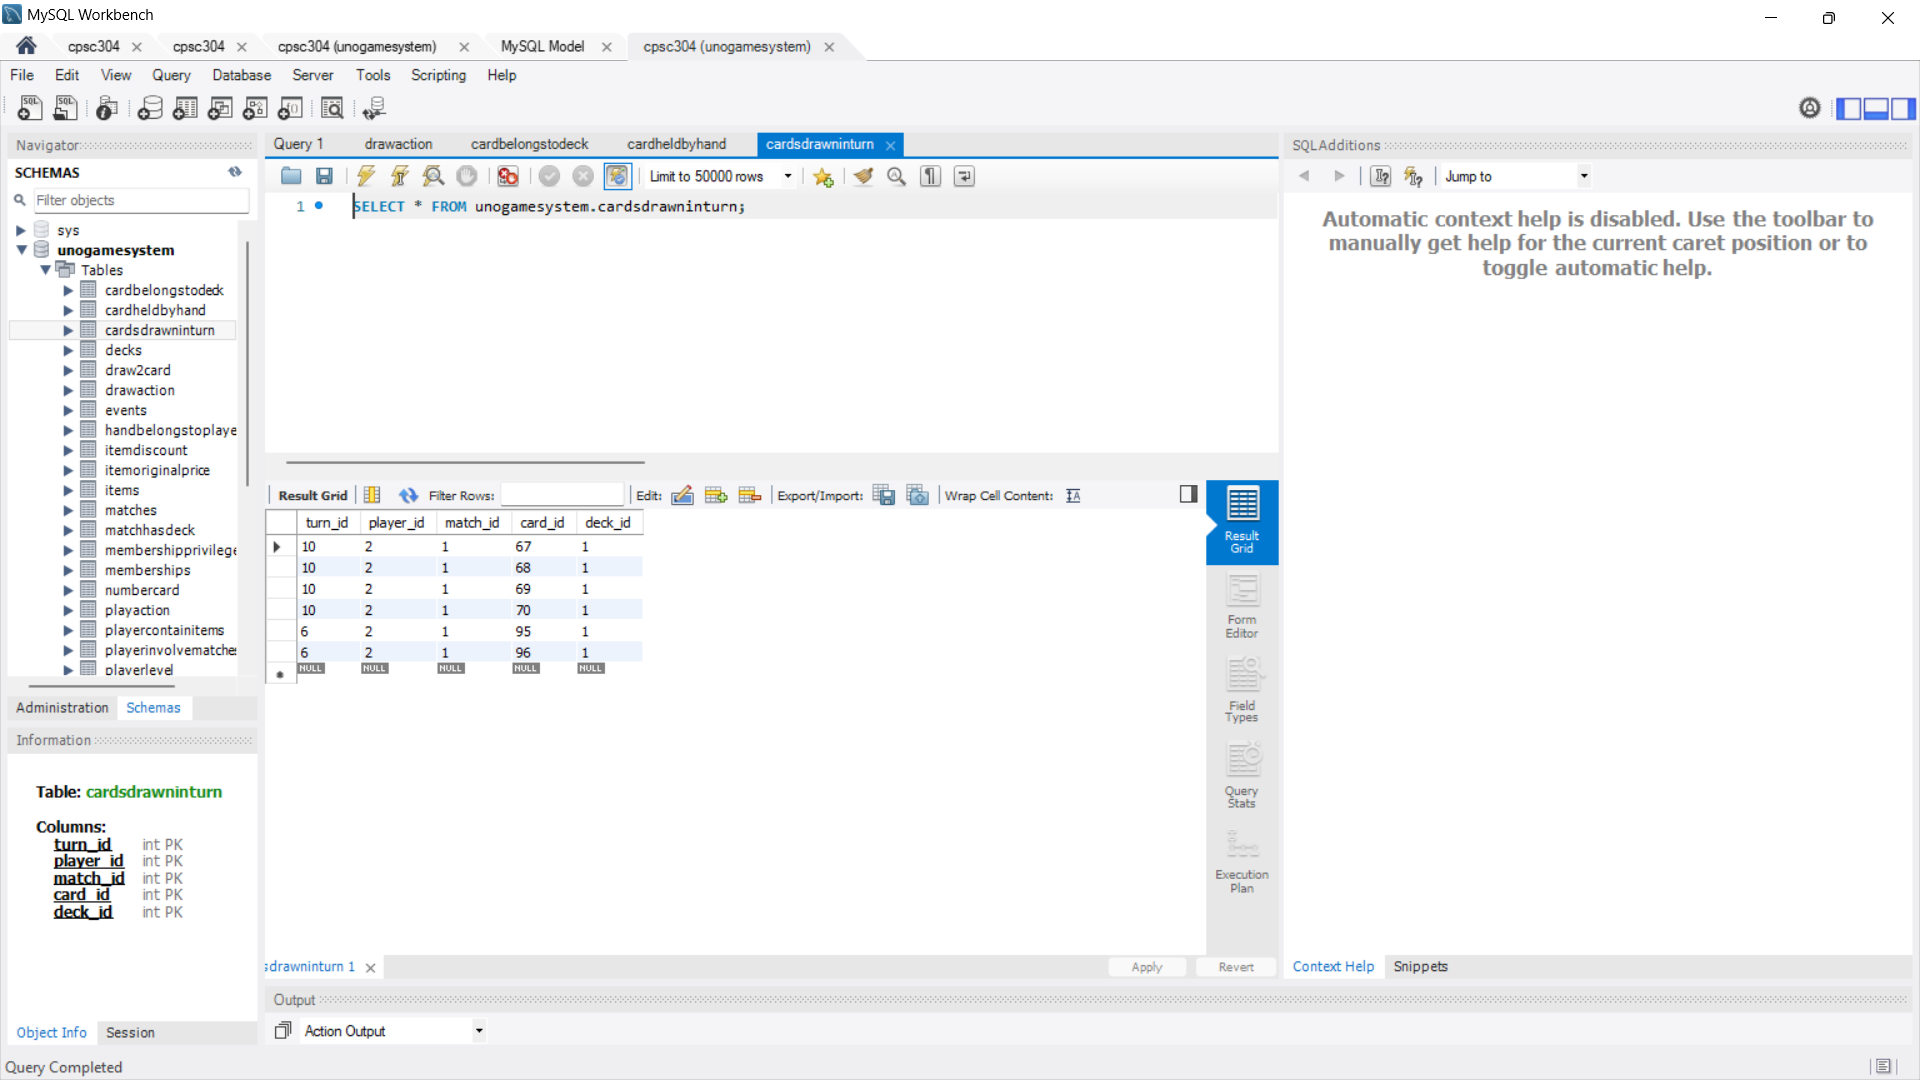 MySQL Workbench
cpsc304
cpsc304
cpsc304 (unogamesystem)
MySQL Model
cpsc304 (unogamesystem)
File Edit View Query Database Server Tools Scripting Help
Navigator
SCHEMAS
Filter objects
sys
unogamesystem
Tables
cardbelongstodeck
cardheldbyhand
cardsdrawninturn
decks
draw2card
drawaction
events
handbelongstoplaye
itemdiscount
itemoriginalprice
items
matches
matchhasdeck
membershipprivilege
memberships
numbercard
playaction
playercontainitems
playerinvolvematches
playerlevel
Administration Schemas
Information
Table: cardsdrawninturn
Columns:
turn_id int PK
player_id int PK
match_id int PK
card_id int PK
deck_id int PK
Object Info Session
Query Completed
Query 1 drawaction cardbelongstodeck cardheldbyhand cardsdrawninturn
Limit to 50000 rows
1 SELECT * FROM unogamesystem.cardsdrawninturn;
Result Grid Filter Rows: Edit: Export/Import: Wrap Cell Content:
turn_id player_id match_id card_id deck_id
10 2 1 67 1
10 2 1 68 1
10 2 1 69 1
10 2 1 70 1
6 2 1 95 1
6 2 1 96 1
NULL NULL NULL NULL NULL
Result
Grid
Form
Editor
Field
Types
Query
Stats
Execution
Plan
sdrawninturn 1
Apply Revert
Output
Action Output
SQLAdditions
Jump to
Automatic context help is disabled. Use the toolbar to
manually get help for the current caret position or to
toggle automatic help.
Context Help Snippets